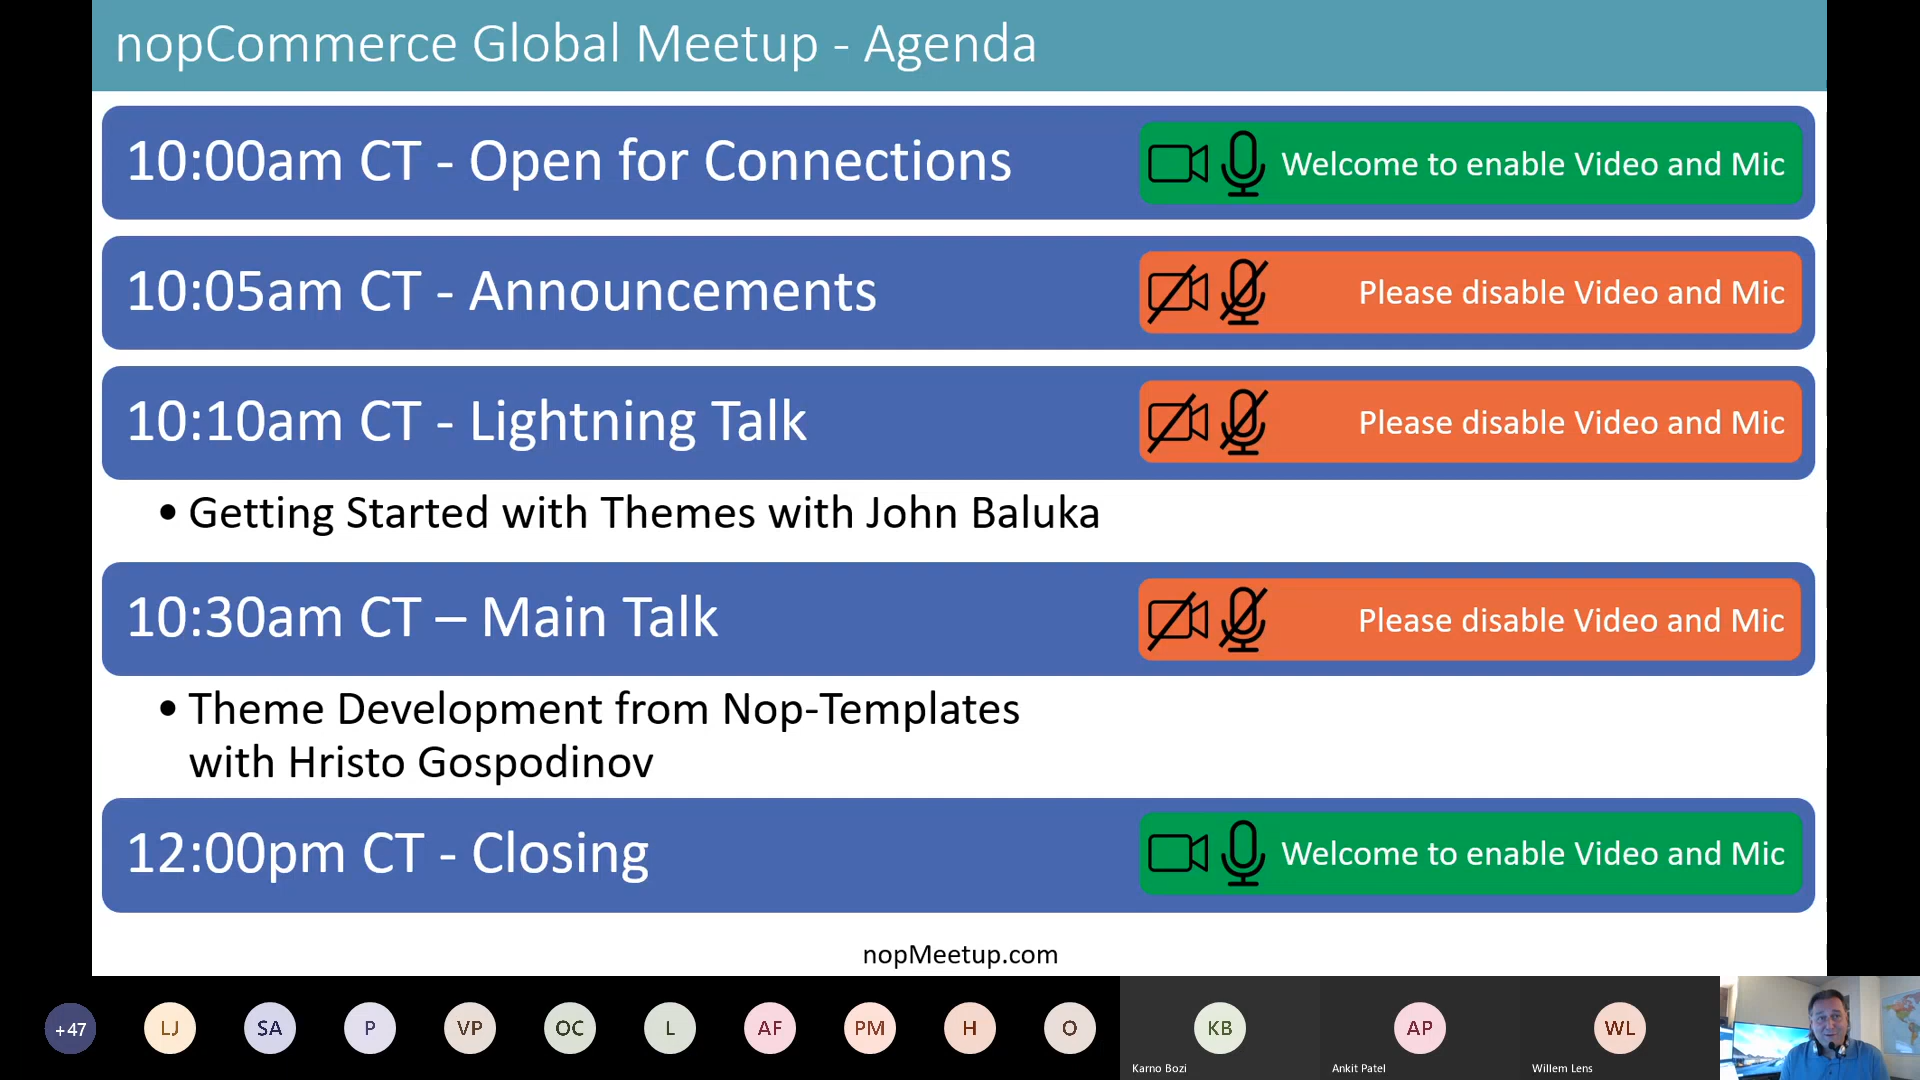 nopCommerce Global Meetup - Agenda
10:00am CT - Open for Connections
Welcome to enable Video and Mic
10:05am CT - Announcements
Please disable Video and Mic
10:10am CT - Lightning Talk
Please disable Video and Mic
• Getting Started with Themes with John Baluka
10:30am CT – Main Talk
Please disable Video and Mic
• Theme Development from Nop-Templates
with Hristo Gospodinov
12:00pm CT - Closing
Welcome to enable Video and Mic
nopMeetup.com
+47
LJ
SA
P
VP
OC
L
AF
PM
H
O
KB
Karno Bozi
AP
Ankit Patel
WL
Willem Lens